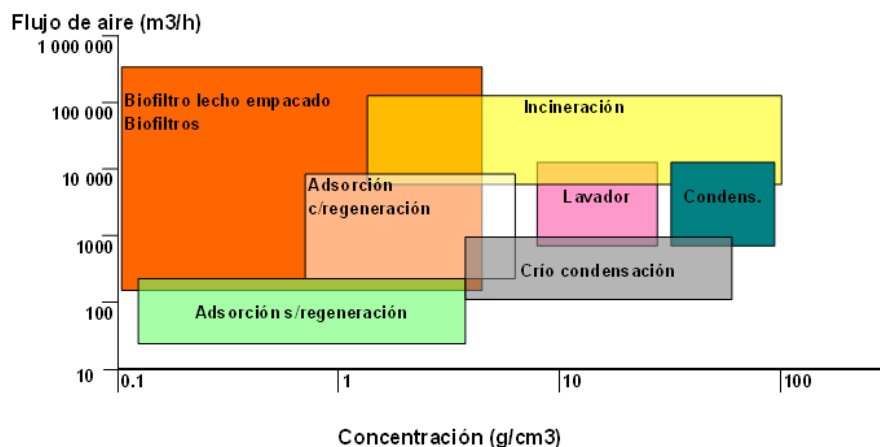 Flujo de aire (m3/h)
1 000 000
100 000
10 000
1000
100
10
Biofiltro lecho empacado
Biofiltros
Incineración
Adsorción
c/regeneración
Lavador
Condens.
Crío condensación
Adsorción s/regeneración
0.1
1
10
100
Concentración (g/cm3)